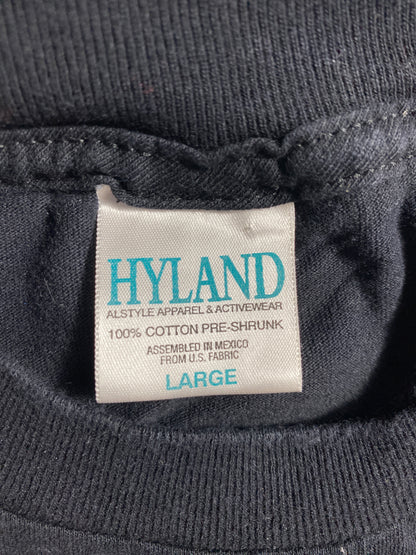 HYLAND
ALSTYLE APPAREL & ACTIVEWEAR
100% COTTON PRE-SHRUNK
ASSEMBLED IN MEXICO
FROM U.S. FABRIC
LARGE